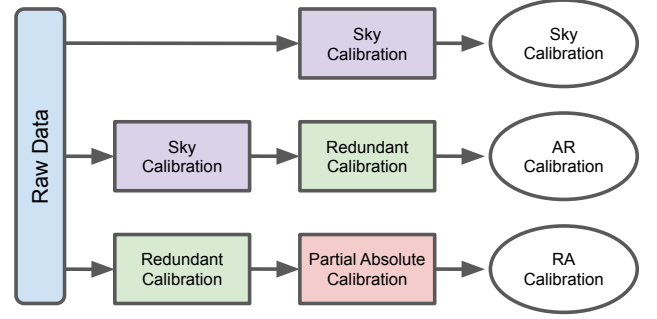 Raw Data
Sky
Calibration
Sky
Calibration
Sky
Calibration
Redundant
Calibration
AR
Calibration
Redundant
Calibration
Partial Absolute
Calibration
RA
Calibration